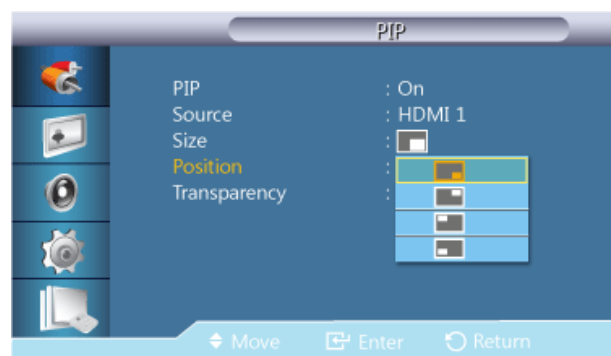 PIP
PIP : On
Source : HDMI 1
Size :
Position :
Transparency :
Move Enter Return